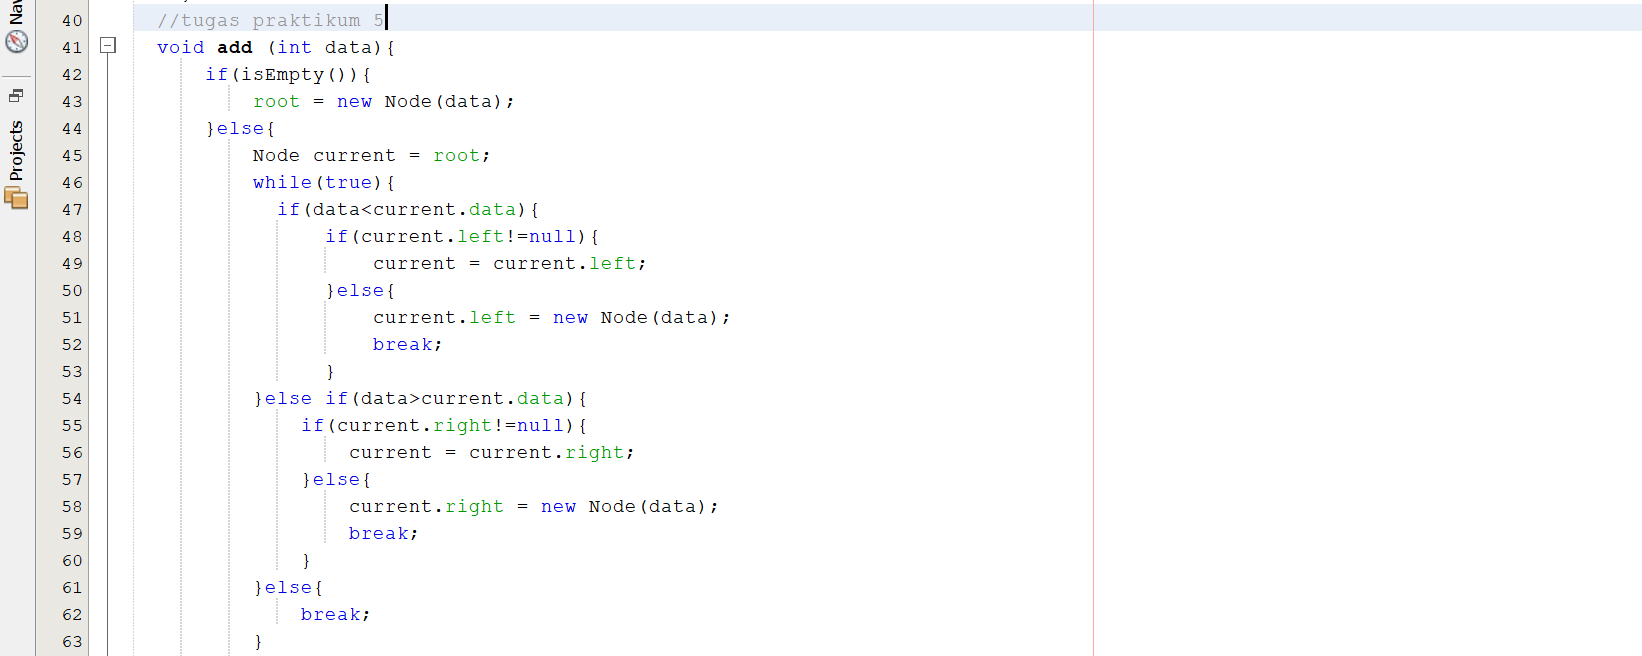 Nav
Projects
40 //tugas praktikum 5
41 void add (int data){
42 if(isEmpty()){
43 root = new Node(data);
44 }else{
45 Node current = root;
46 while(true){
47 if(data<current.data){
48 if(current.left!=null){
49 current = current.left;
50 }else{
51 current.left = new Node(data);
52 break;
53 }
54 }else if(data>current.data){
55 if(current.right!=null){
56 current = current.right;
57 }else{
58 current.right = new Node(data);
59 break;
60 }
61 }else{
62 break;
63 }